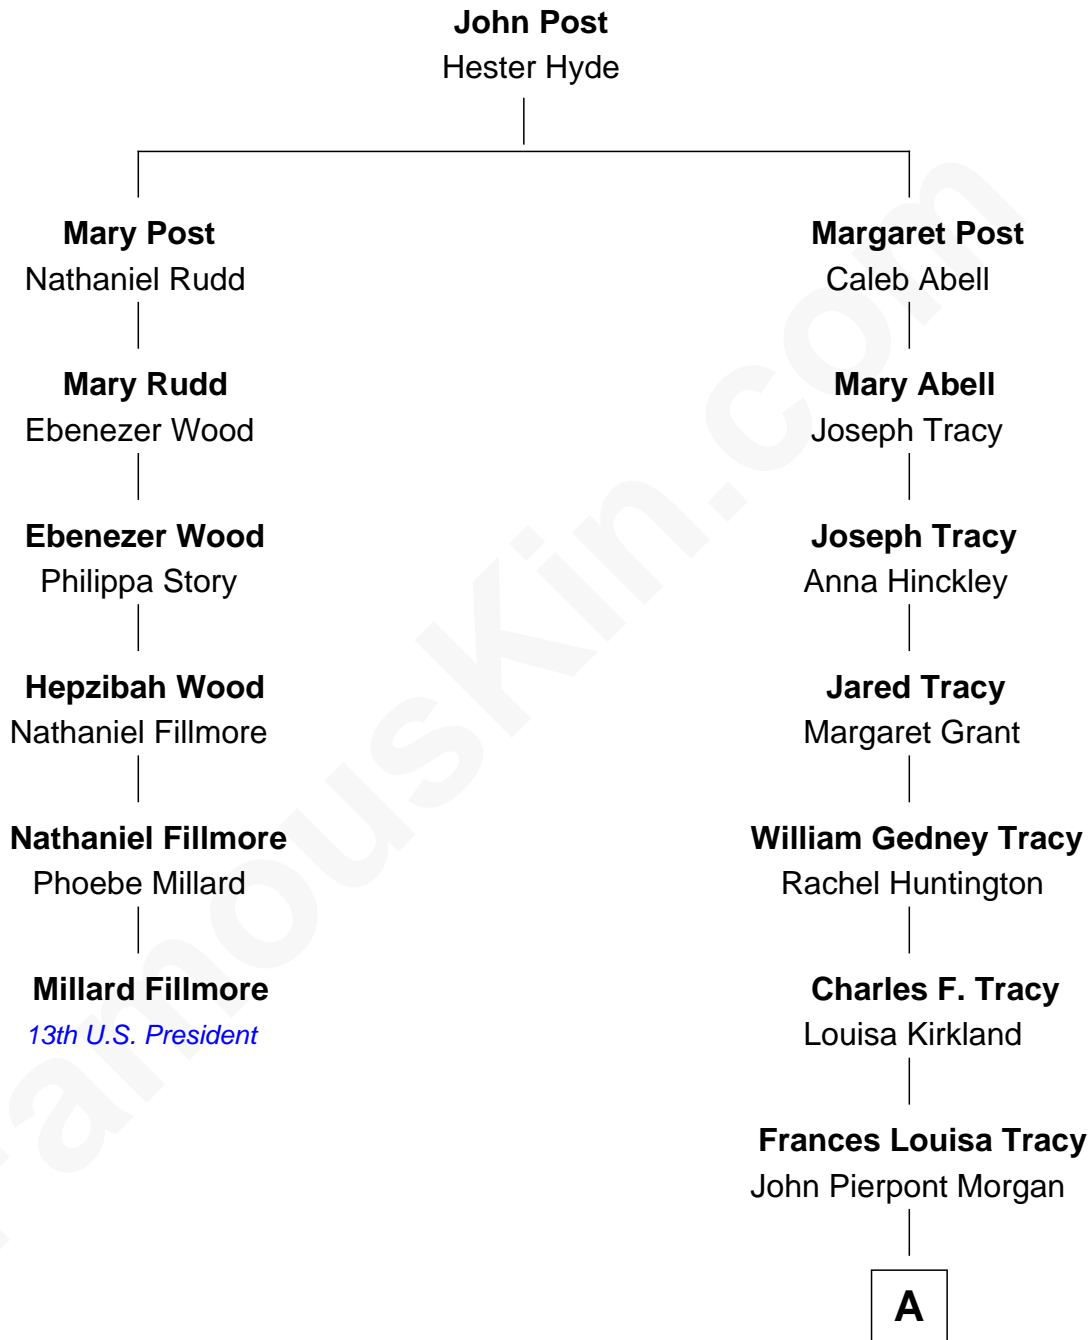 John Post
Hester Hyde
Mary Post
Nathaniel Rudd
Margaret Post
Caleb Abell
Mary Rudd
Ebenezer Wood
Mary Abell
Joseph Tracy
Ebenezer Wood
Philippa Story
Joseph Tracy
Anna Hinckley
Hepzibah Wood
Nathaniel Fillmore
Jared Tracy
Margaret Grant
Nathaniel Fillmore
Phoebe Millard
William Gedney Tracy
Rachel Huntington
Millard Fillmore
13th U.S. President
Charles F. Tracy
Louisa Kirkland
Frances Louisa Tracy
John Pierpont Morgan
A
FamousKin.com